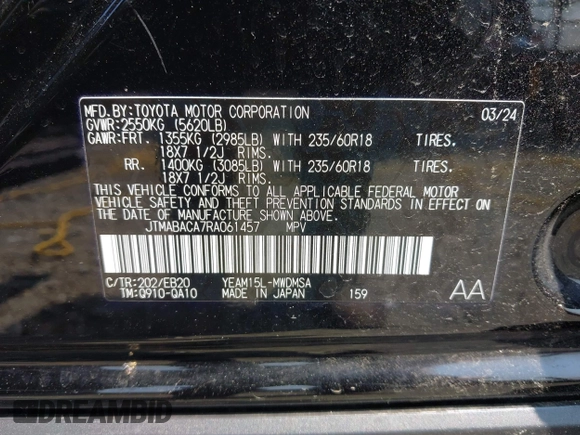 MFD.BY:TOYOTA MOTOR CORPORATION 03/24
GVWR:2550KG (5620LB)
GAWR:FRT. 1355KG (2985LB) WITH 235/60R18 TIRES.
18X7 1/2J RIMS.
RR. 1400KG (3085LB) WITH 235/60R18 TIRES.
18X7 1/2J RIMS.
THIS VEHICLE CONFORMS TO ALL APPLICABLE FEDERAL MOTOR
VEHICLE SAFETY AND THEFT PREVENTION STANDARDS IN EFFECT
ON THE DATE OF MANUFACTURE SHOWN ABOVE.
JTMABACA7RA061457 MPV
C/TR:202/EB20 YEAM15L-MWDMSA
TM:Q910-QA10 MADE IN JAPAN 159 AA
DREAMBID